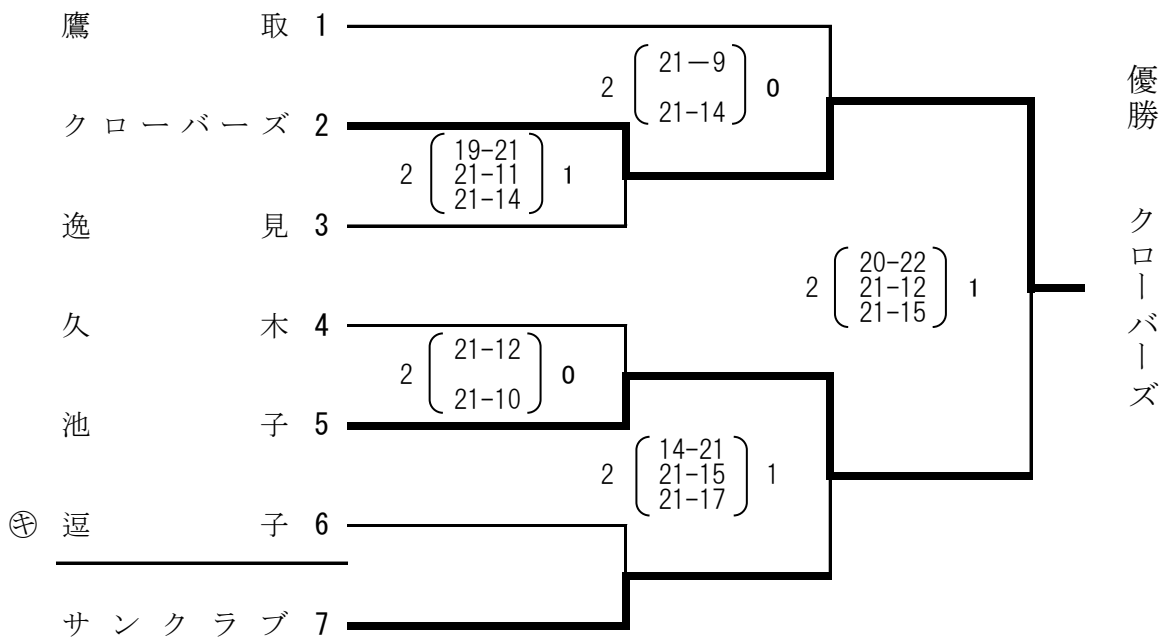 鷹取 1
クローバーズ 2
逸見 3
久木 4
池子 5
㋖ 逗子 6
サンクラブ 7
2 19-21 1
21-11
21-14
2 21-12 0
21-10
2 21-9 0
21-14
2 14-21 1
21-15
21-17
2 20-22 1
21-12
21-15
優勝 クローバーズ